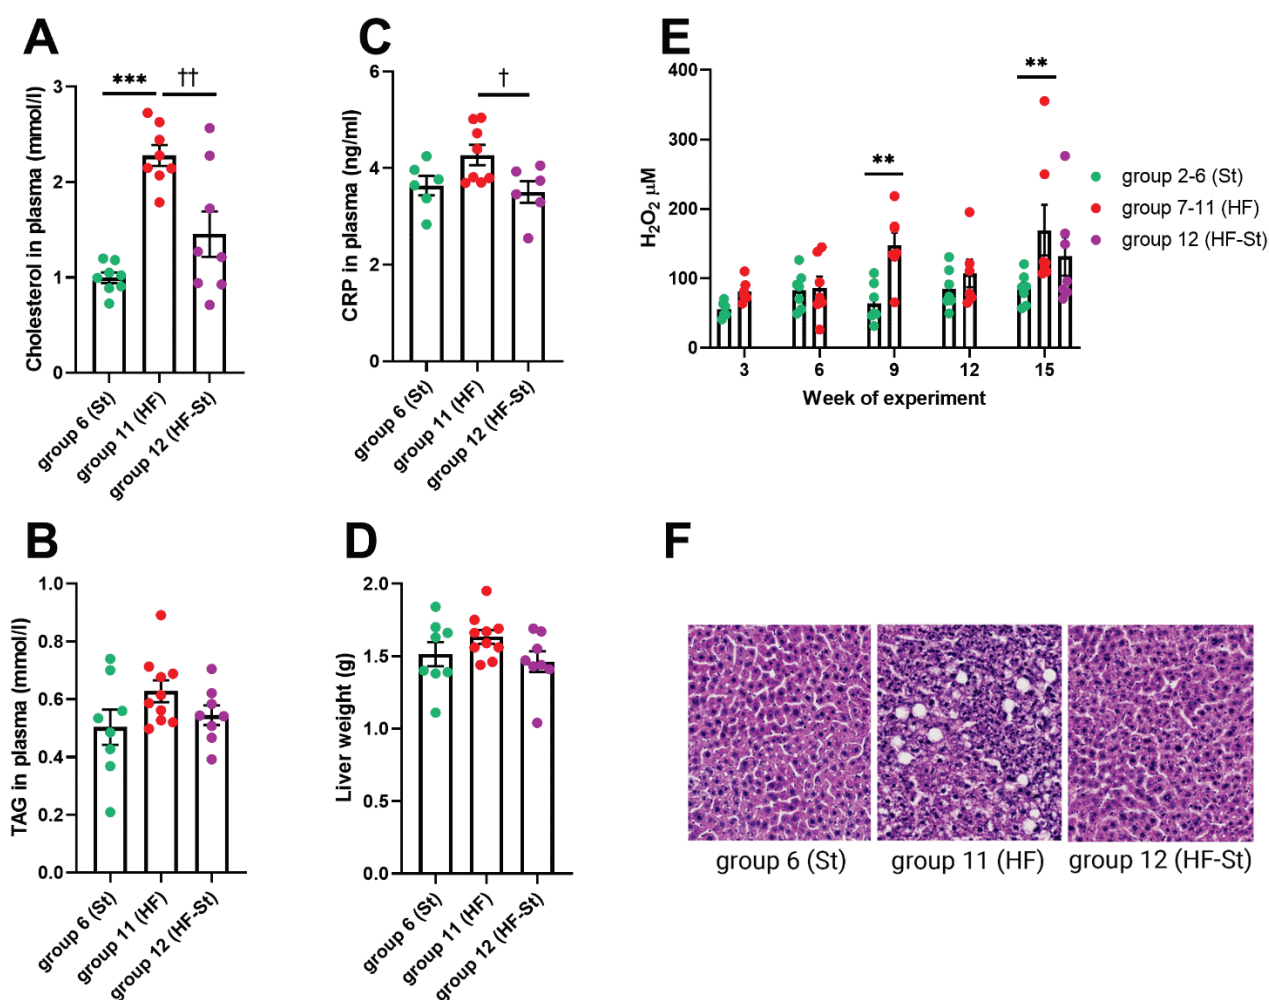 A
Cholesterol in plasma (mmol/l)
3
2
1
0
***
††
group 6 (St)
group 11 (HF)
group 12 (HF-St)
C
CRP in plasma (ng/ml)
6
4
2
0
†
group 6 (St)
group 11 (HF)
group 12 (HF-St)
E
H₂O₂ μM
400
300
200
100
0
**
**
3 6 9 12 15
Week of experiment
group 2-6 (St)
group 7-11 (HF)
group 12 (HF-St)
B
TAG in plasma (mmol/l)
1.0
0.8
0.6
0.4
0.2
0.0
group 6 (St)
group 11 (HF)
group 12 (HF-St)
D
Liver weight (g)
2.0
1.5
1.0
0.5
0.0
group 6 (St)
group 11 (HF)
group 12 (HF-St)
F
group 6 (St) group 11 (HF) group 12 (HF-St)